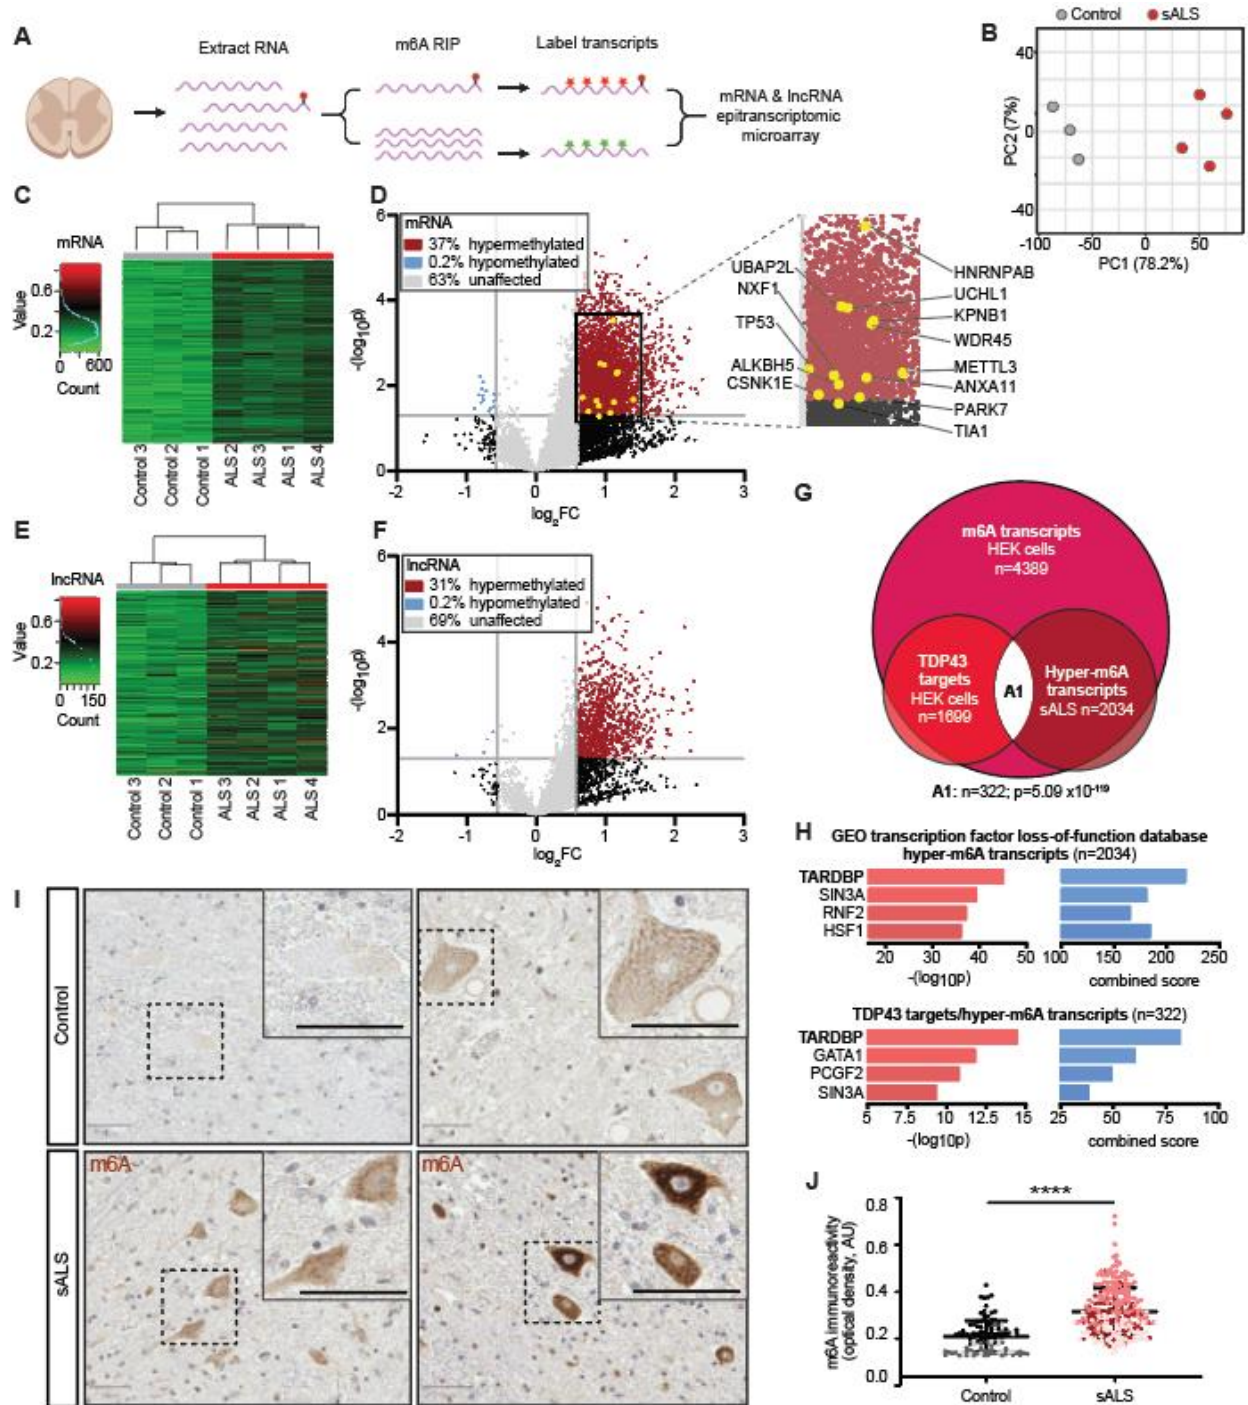 A
Extract RNA
m6A RIP
Label transcripts
mRNA & lncRNA
epitranscriptomic
microarray
B
Control
sALS
PC2 (7%)
40
0
-40
-100
-50
0
50
PC1 (78.2%)
C
mRNA
Value
0.6
0.2
0
600
Count
Control 3
Control 2
Control 1
ALS 2
ALS 3
ALS 1
ALS 4
D
mRNA
37% hypermethylated
0.2% hypomethylated
63% unaffected
-(log10p)
6
4
2
0
-2
-1
0
1
2
3
log2FC
UBAP2L
NXF1
TP53
ALKBH5
CSNK1E
HNRNPAB
UCHL1
KPNB1
WDR45
METTL3
ANXA11
PARK7
TIA1
E
lncRNA
Value
0.6
0.2
0
150
Count
Control 3
Control 2
Control 1
ALS 3
ALS 2
ALS 1
ALS 4
F
lncRNA
31% hypermethylated
0.2% hypomethylated
69% unaffected
-(log10p)
6
4
2
0
-2
-1
0
1
2
3
log2FC
G
m6A transcripts
HEK cells
n=4389
TDP43
targets
HEK cells
n=1699
A1
Hyper-m6A
transcripts
sALS n=2034
A1: n=322; p=5.09 x10-119
H
GEO transcription factor loss-of-function database
hyper-m6A transcripts (n=2034)
TARDBP
SIN3A
RNF2
HSF1
20 30 40 50
-(log10p)
100 150 200 250
combined score
TDP43 targets/hyper-m6A transcripts (n=322)
TARDBP
GATA1
PCGF2
SIN3A
5 7.5 10 12.5 15
-(log10p)
25 50 75 100
combined score
I
Control
sALS
m6A
m6A
J
m6A immunoreactivity
(optical density, AU)
0.8
0.6
0.4
0.2
0.0
****
Control
sALS